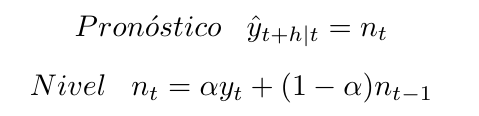 Pronóstico ŷ_{t+h|t} = n_t
Nivel n_t = αy_t + (1 − α)n_{t−1}